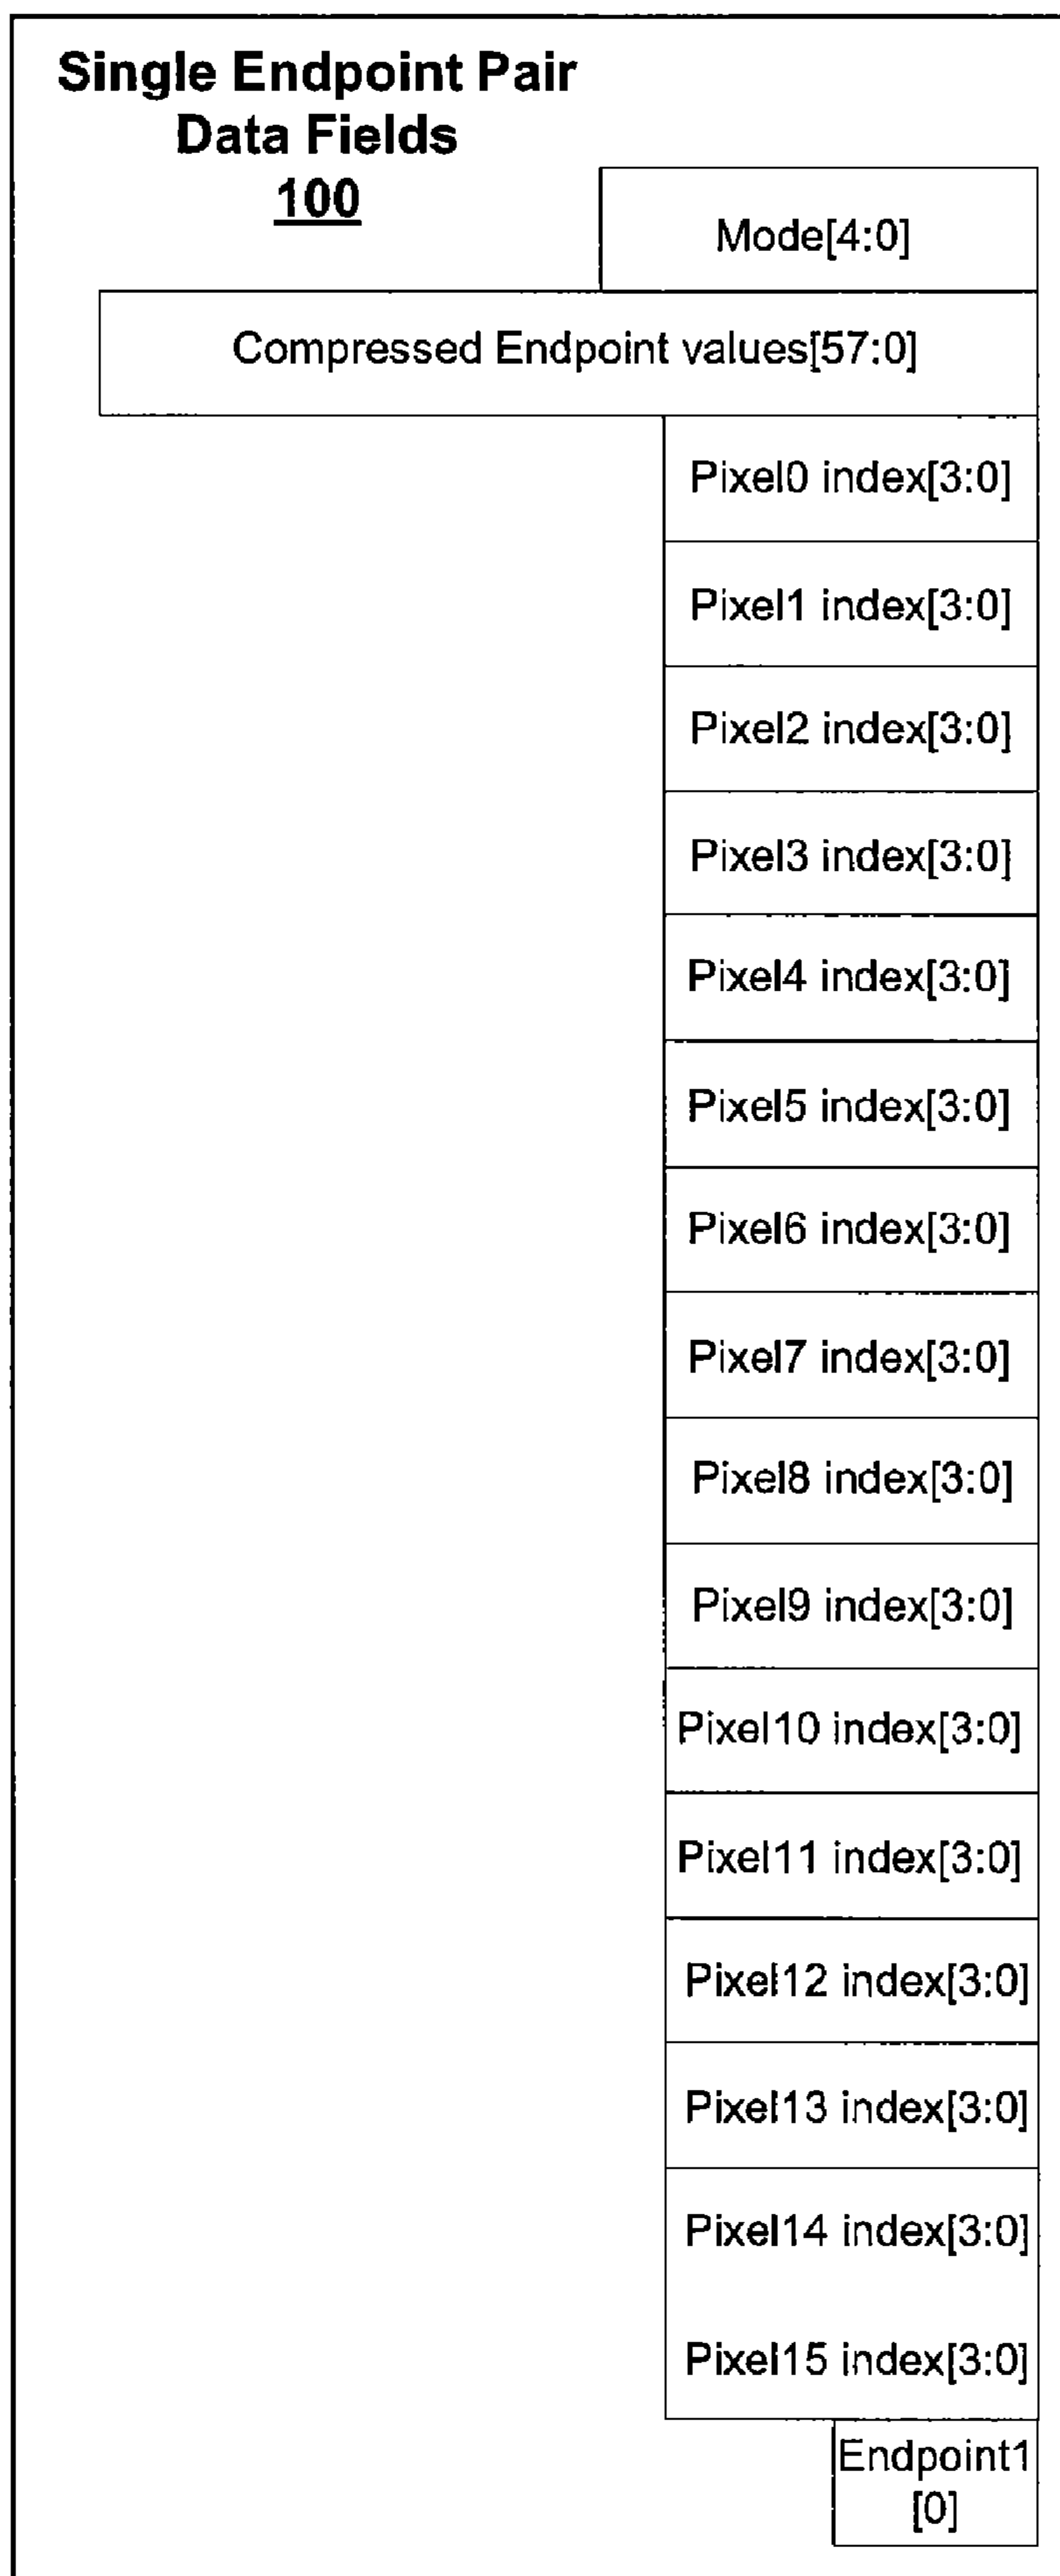 Single Endpoint Pair
Data Fields
100
Mode[4:0]
Compressed Endpoint values[57:0]
Pixel0 index[3:0]
Pixel1 index[3:0]
Pixel2 index[3:0]
Pixel3 index[3:0]
Pixel4 index[3:0]
Pixel5 index[3:0]
Pixel6 index[3:0]
Pixel7 index[3:0]
Pixel8 index[3:0]
Pixel9 index[3:0]
Pixel10 index[3:0]
Pixel11 index[3:0]
Pixel12 index[3:0]
Pixel13 index[3:0]
Pixel14 index[3:0]
Pixel15 index[3:0]
Endpoint1
[0]